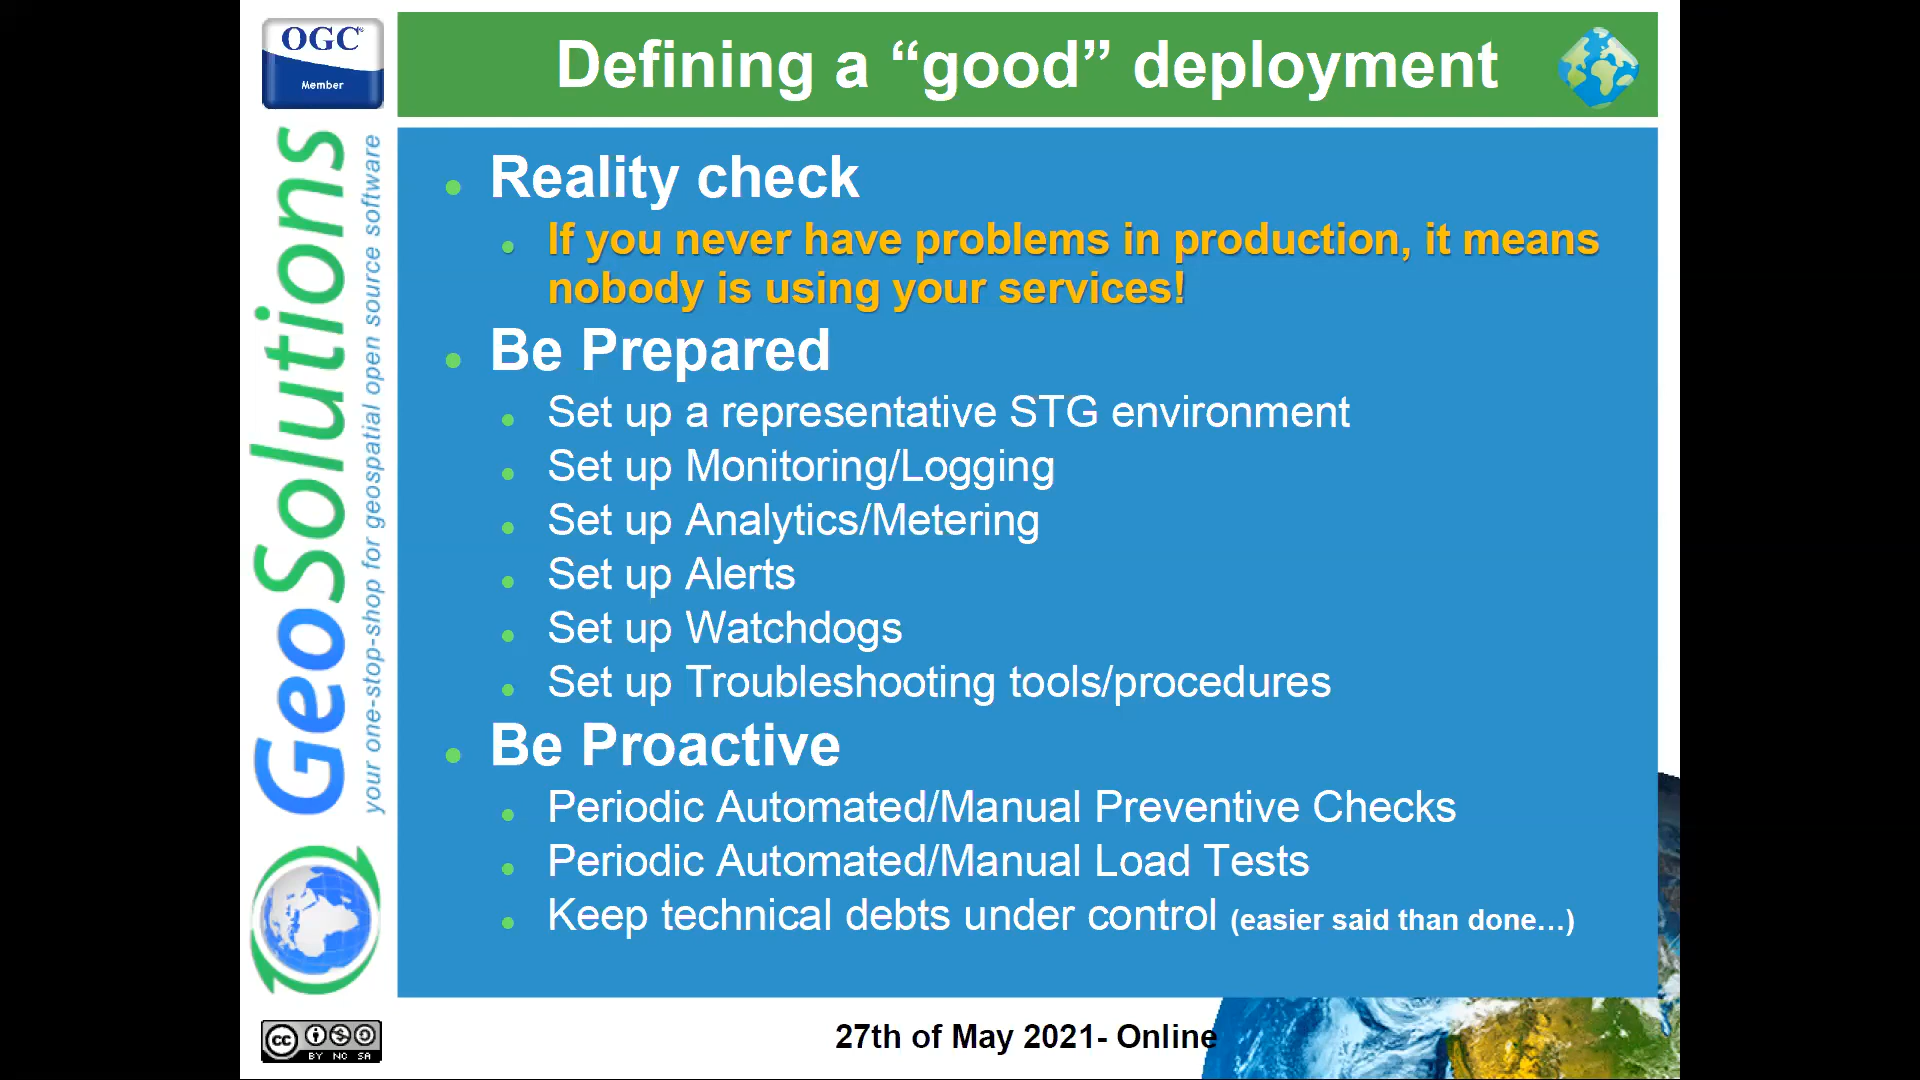 OGC
Member
Defining a “good” deployment
GeoSolutions
your one-stop-shop for geospatial open source software
Reality check
If you never have problems in production, it means
nobody is using your services!
Be Prepared
Set up a representative STG environment
Set up Monitoring/Logging
Set up Analytics/Metering
Set up Alerts
Set up Watchdogs
Set up Troubleshooting tools/procedures
Be Proactive
Periodic Automated/Manual Preventive Checks
Periodic Automated/Manual Load Tests
Keep technical debts under control (easier said than done…)
cc
BY NC SA
27th of May 2021- Online